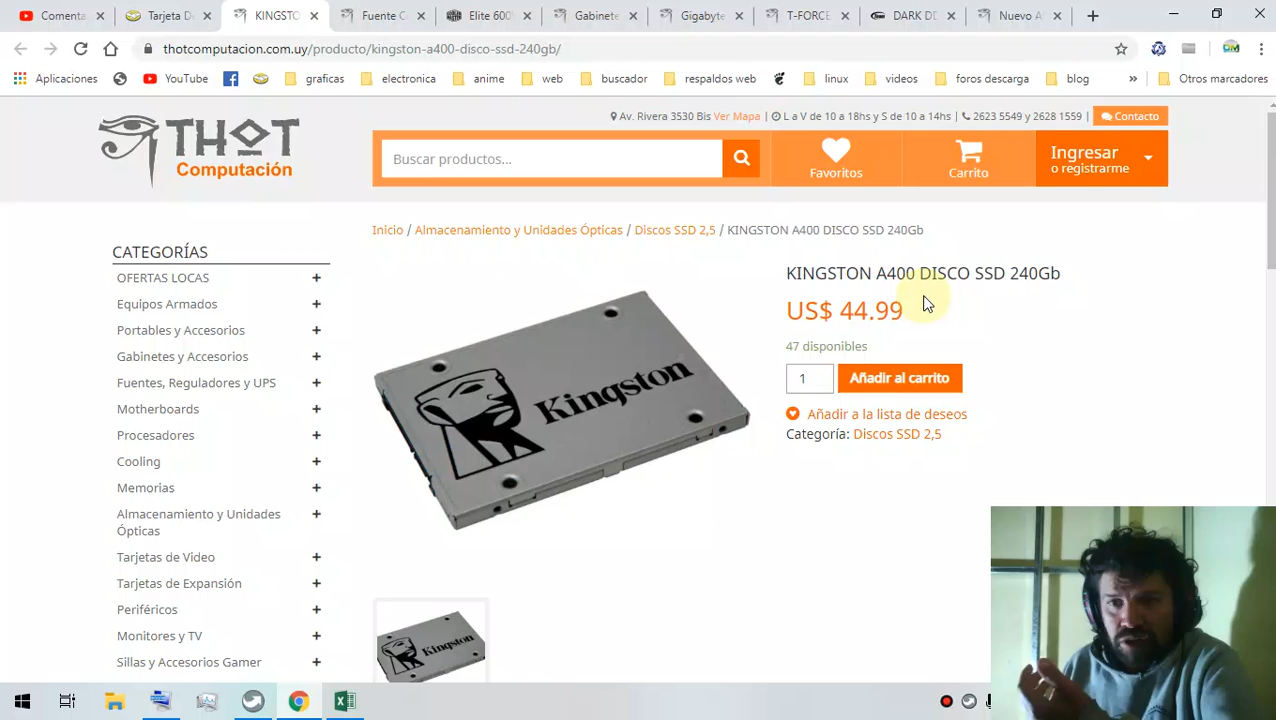 Comenta
Tarjeta D
KINGSTO
Fuente C
Elite 600
Gabinete
Gigabyte
T-FORCE
DARK DD
Nuevo A
thotcomputacion.com.uy/producto/kingston-a400-disco-ssd-240gb/
Aplicaciones
YouTube
graficas
electronica
anime
web
buscador
respaldos web
linux
videos
foros descarga
blog
»
Otros marcadores
THOT
Computación
Av. Rivera 3530 Bis Ver Mapa | L a V de 10 a 18hs y S de 10 a 14hs | 2623 5549 y 2628 1559 | Contacto
Buscar productos...
Favoritos
Carrito
Ingresar
o registrarme
Inicio / Almacenamiento y Unidades Ópticas / Discos SSD 2,5 / KINGSTON A400 DISCO SSD 240Gb
CATEGORÍAS
OFERTAS LOCAS +
Equipos Armados +
Portables y Accesorios +
Gabinetes y Accesorios +
Fuentes, Reguladores y UPS +
Motherboards +
Procesadores +
Cooling +
Memorias +
Almacenamiento y Unidades +
Ópticas
Tarjetas de Video +
Tarjetas de Expansión +
Periféricos +
Monitores y TV +
Sillas y Accesorios Gamer +
Kingston
Kingston
KINGSTON A400 DISCO SSD 240Gb
US$ 44.99
47 disponibles
1
Añadir al carrito
Añadir a la lista de deseos
Categoría: Discos SSD 2,5